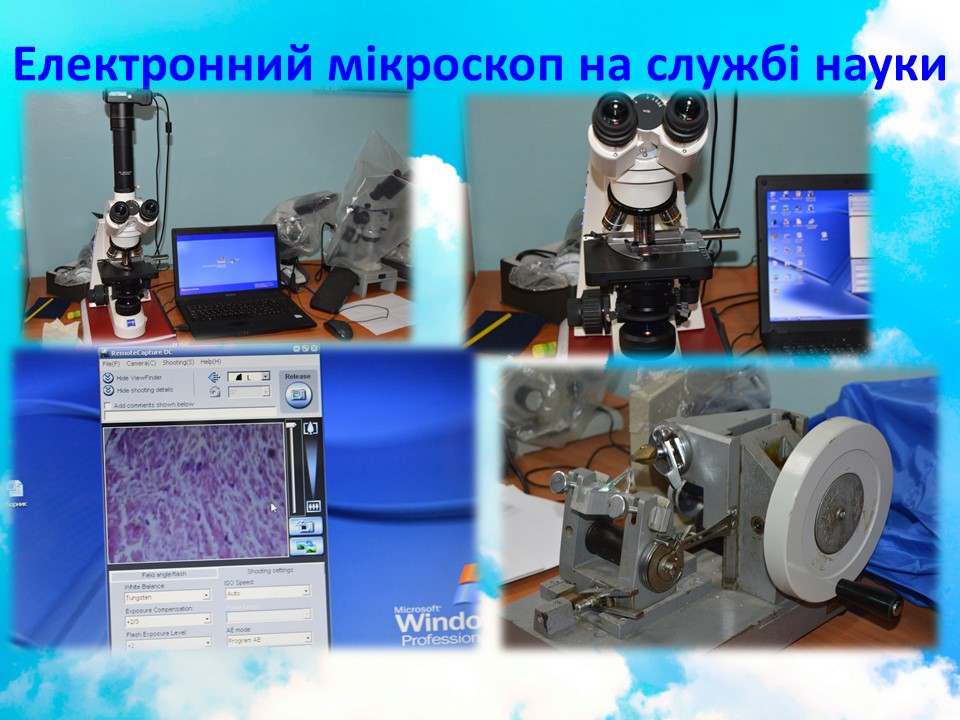 Електронний мікроскоп на службі науки
RemoteCapture DC
File(F) Camera(C) Shooting(S) Help(H)
Hide ViewFinder
Hide shooting details
L
Release
Add comments shown below
Field angle/flash
Shooting settings
White Balance:
Tungsten
ISO Speed:
Auto
Exposure Compensation:
+2/3
Flash Exposure Level:
+2
AE mode:
Program AE
Microsoft
Windo
Professional